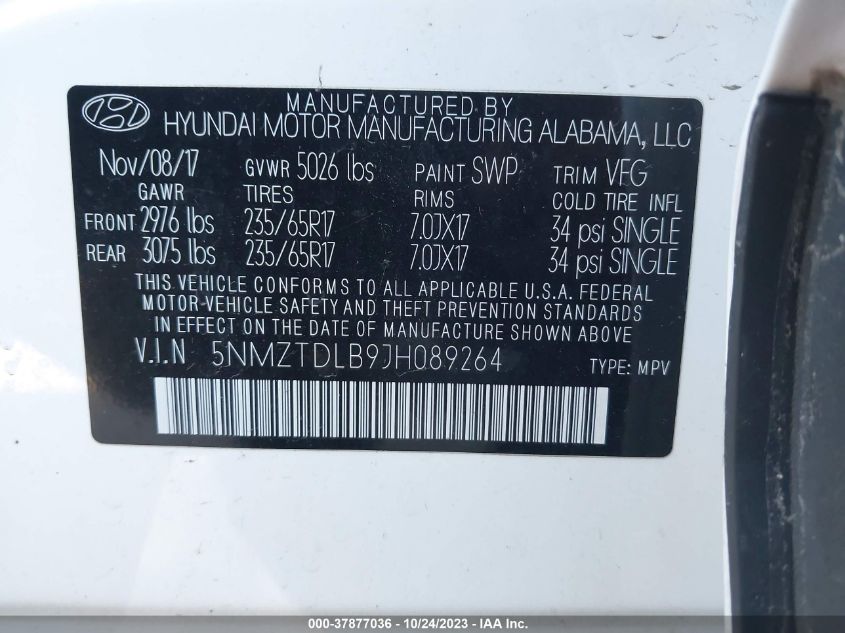 MANUFACTURED BY
HYUNDAI MOTOR MANUFACTURING ALABAMA, LLC
Nov/08/17 GVWR 5026 lbs PAINT SWP TRIM VFG
GAWR TIRES RIMS COLD TIRE INFL
FRONT 2976 lbs 235/65R17 7.0JX17 34 psi SINGLE
REAR 3075 lbs 235/65R17 7.0JX17 34 psi SINGLE
THIS VEHICLE CONFORMS TO ALL APPLICABLE U.S.A. FEDERAL
MOTOR-VEHICLE SAFETY AND THEFT PREVENTION STANDARDS
IN EFFECT ON THE DATE OF MANUFACTURE SHOWN ABOVE
V.I.N 5NMZTDLB9JH089264 TYPE: MPV
000-37877036 - 10/24/2023 - IAA Inc.